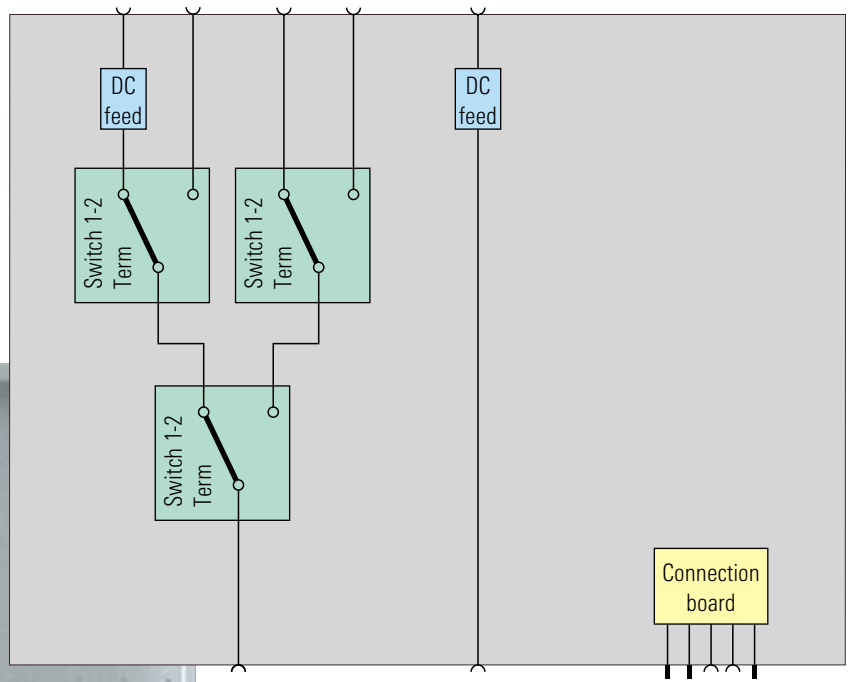 DC
feed
DC
feed
Switch 1-2
Term
Switch 1-2
Term
Switch 1-2
Term
Connection
board